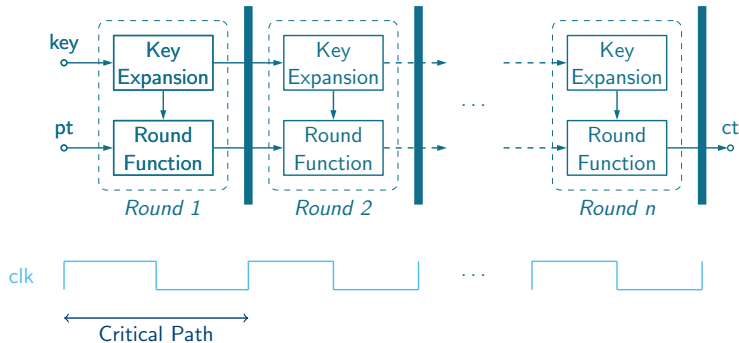 key
Key
Expansion
Key
Expansion
Key
Expansion
pt
Round
Function
Round
Function
. . .
Round
Function
ct
Round 1
Round 2
Round n
clk
. . .
Critical Path